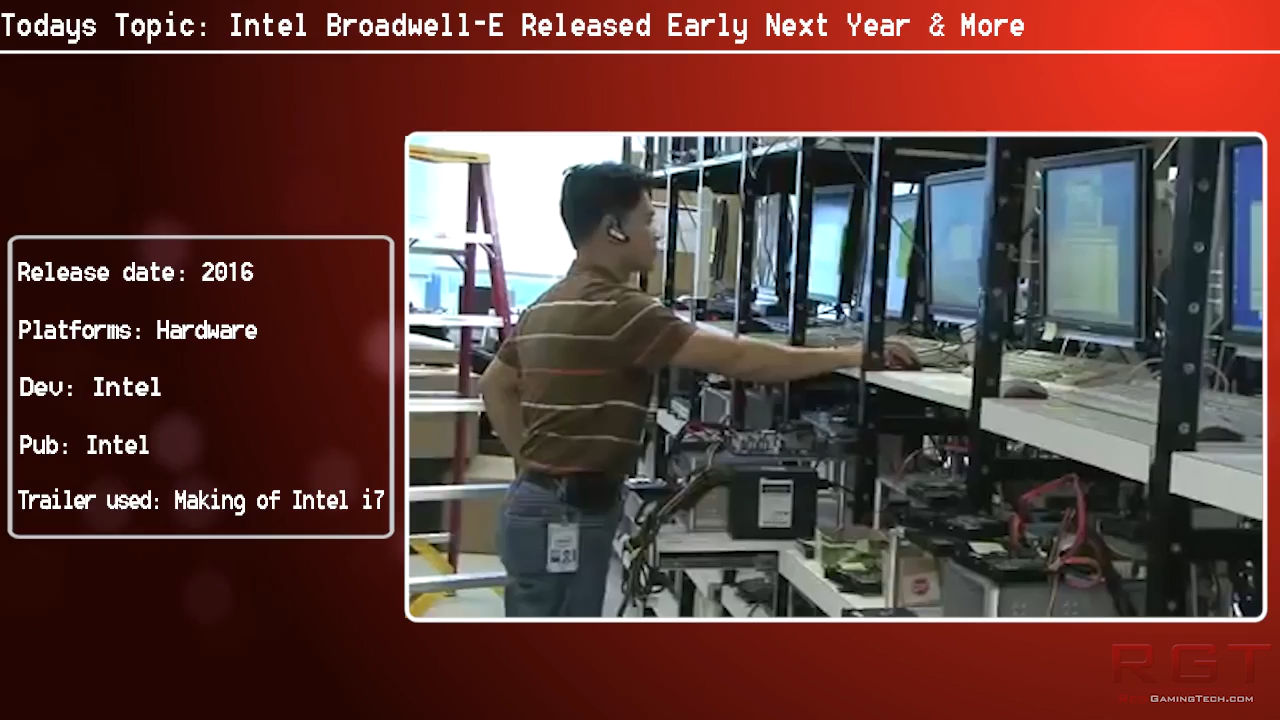 Todays Topic: Intel Broadwell-E Released Early Next Year & More
Release date: 2016
Platforms: Hardware
Dev: Intel
Pub: Intel
Trailer used: Making of Intel i7
RGT
RedGamingTech.com